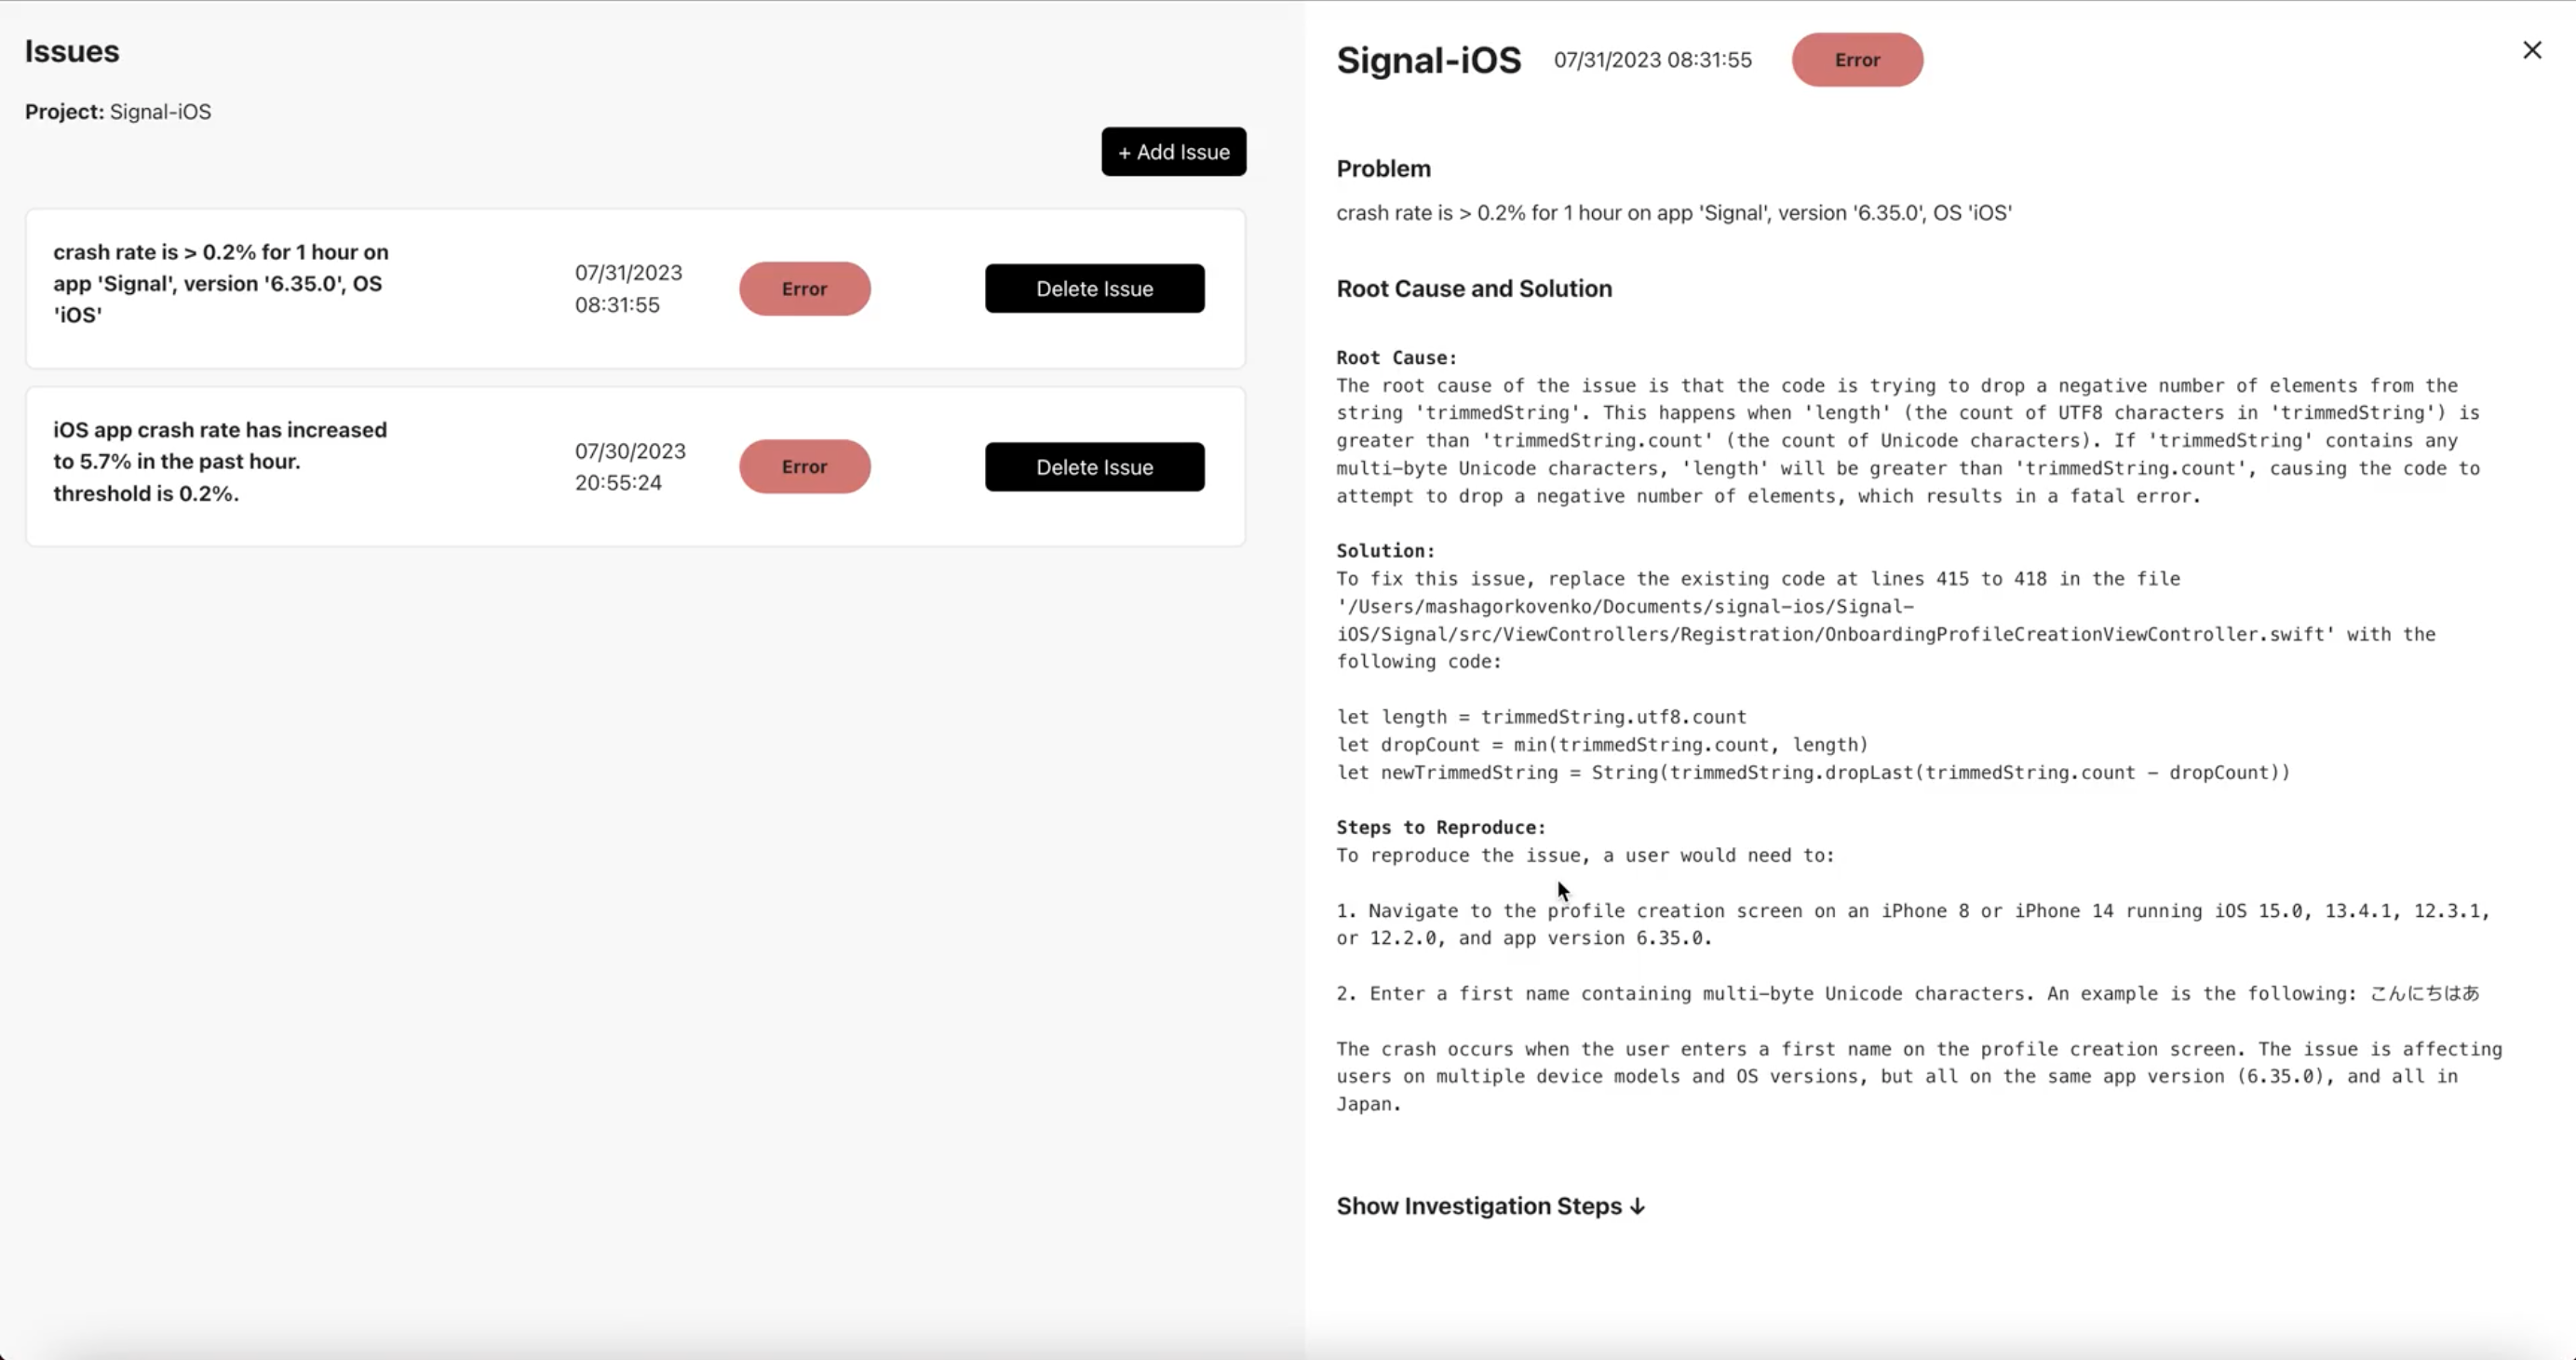 Issues
Project: Signal-iOS
+ Add Issue
crash rate is > 0.2% for 1 hour on
app 'Signal', version '6.35.0', OS
'iOS'
07/31/2023
08:31:55
Error
Delete Issue
iOS app crash rate has increased
to 5.7% in the past hour.
threshold is 0.2%.
07/30/2023
20:55:24
Error
Delete Issue
Signal-iOS 07/31/2023 08:31:55 Error
Problem
crash rate is > 0.2% for 1 hour on app 'Signal', version '6.35.0', OS 'iOS'
Root Cause and Solution
Root Cause:
The root cause of the issue is that the code is trying to drop a negative number of elements from the
string 'trimmedString'. This happens when 'length' (the count of UTF8 characters in 'trimmedString') is
greater than 'trimmedString.count' (the count of Unicode characters). If 'trimmedString' contains any
multi-byte Unicode characters, 'length' will be greater than 'trimmedString.count', causing the code to
attempt to drop a negative number of elements, which results in a fatal error.
Solution:
To fix this issue, replace the existing code at lines 415 to 418 in the file
'/Users/mashagorkovenko/Documents/signal-ios/Signal-
iOS/Signal/src/ViewControllers/Registration/OnboardingProfileCreationViewController.swift' with the
following code:
let length = trimmedString.utf8.count
let dropCount = min(trimmedString.count, length)
let newTrimmedString = String(trimmedString.dropLast(trimmedString.count - dropCount))
Steps to Reproduce:
To reproduce the issue, a user would need to:
1. Navigate to the profile creation screen on an iPhone 8 or iPhone 14 running iOS 15.0, 13.4.1, 12.3.1,
or 12.2.0, and app version 6.35.0.
2. Enter a first name containing multi-byte Unicode characters. An example is the following: こんにちはあ
The crash occurs when the user enters a first name on the profile creation screen. The issue is affecting
users on multiple device models and OS versions, but all on the same app version (6.35.0), and all in
Japan.
Show Investigation Steps ↓